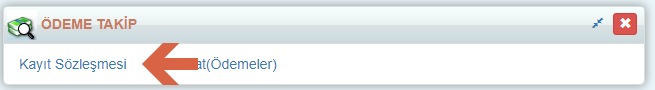 ÖDEME TAKİP
Kayıt Sözleşmesi at(Ödemeler)